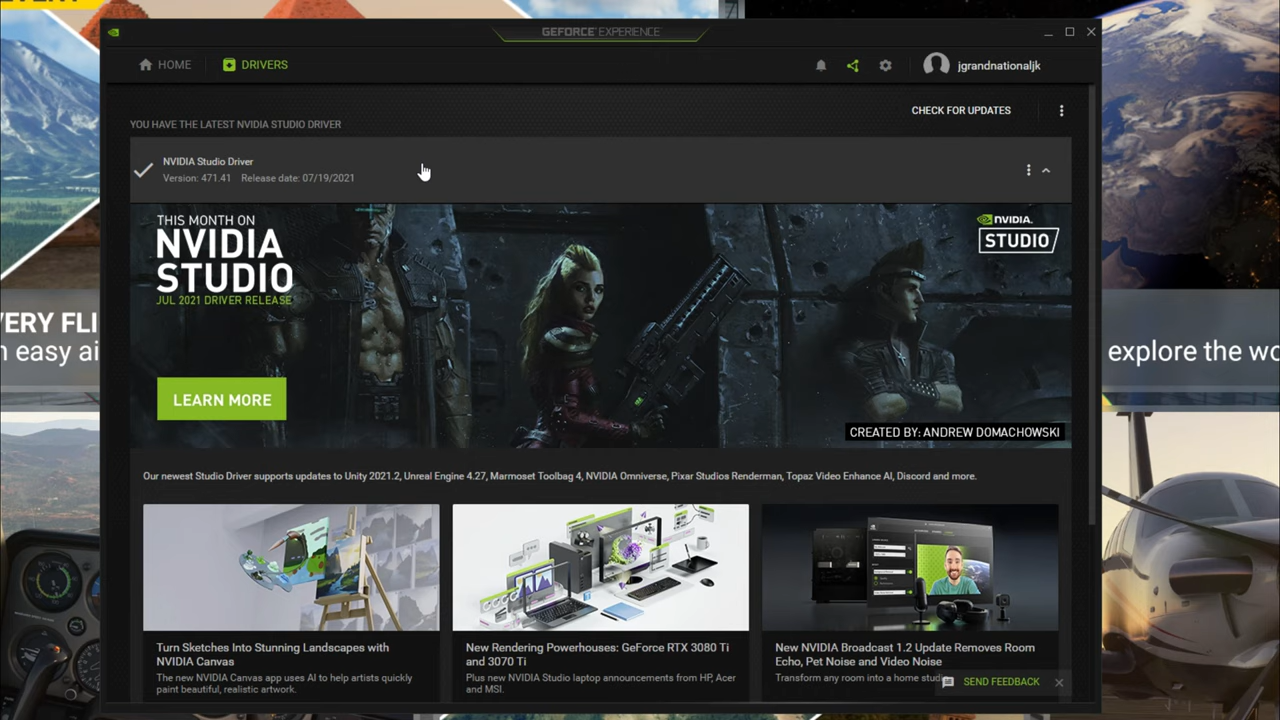 GEFORCE EXPERIENCE
HOME
DRIVERS
jgrandnationaljk
CHECK FOR UPDATES
YOU HAVE THE LATEST NVIDIA STUDIO DRIVER
NVIDIA Studio Driver
Version: 471.41 Release date: 07/19/2021
THIS MONTH ON
NVIDIA
STUDIO
JUL 2021 DRIVER RELEASE
NVIDIA.
STUDIO
LEARN MORE
CREATED BY: ANDREW DOMACHOWSKI
VERY FLI
n easy ai
explore the wo
Our newest Studio Driver supports updates to Unity 2021.2, Unreal Engine 4.27, Marmoset Toolbag 4, NVIDIA Omniverse, Pixar Studios Renderman, Topaz Video Enhance AI, Discord and more.
Turn Sketches Into Stunning Landscapes with
NVIDIA Canvas
The new NVIDIA Canvas app uses AI to help artists quickly
paint beautiful, realistic artwork.
New Rendering Powerhouses: GeForce RTX 3080 Ti
and 3070 Ti
Plus new NVIDIA Studio laptop announcements from HP, Acer
and MSI.
New NVIDIA Broadcast 1.2 Update Removes Room
Echo, Pet Noise and Video Noise
Transform any room into a home stud
SEND FEEDBACK